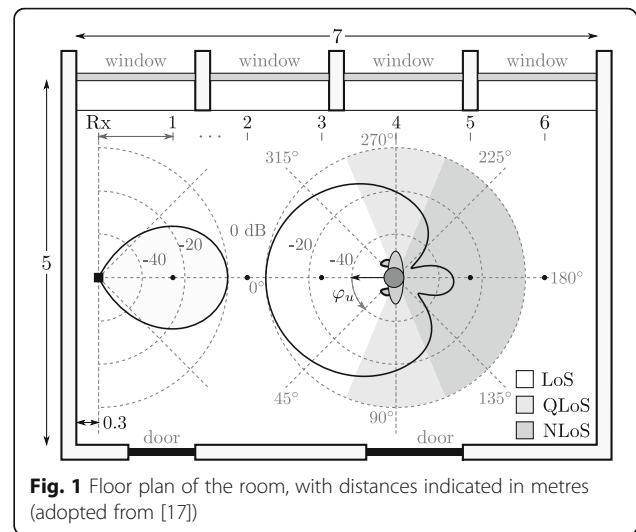 7
window window window window
Rx 1 ... 2 3 4 5 6
270°
315° 225°
0 dB
-20 -20
-40 -40
5
0° 180°
φu
LoS
45° 135°
QLoS
0.3 90°
NLoS
door door
Fig. 1 Floor plan of the room, with distances indicated in metres
(adopted from [17])